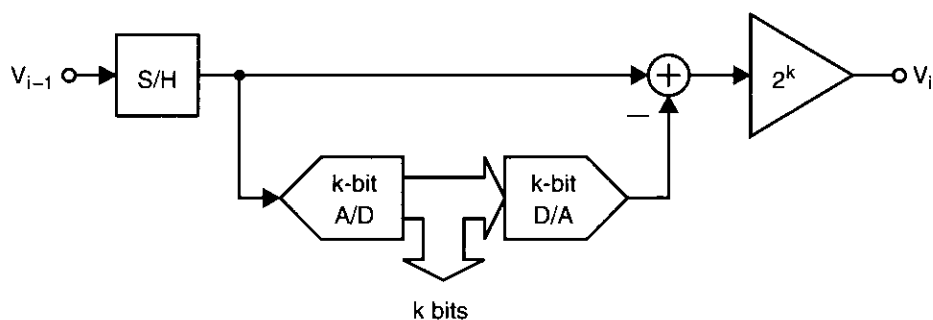 V_{i-1}
S/H
+
−
2^k
V_i
k-bit
A/D
k-bit
D/A
k bits